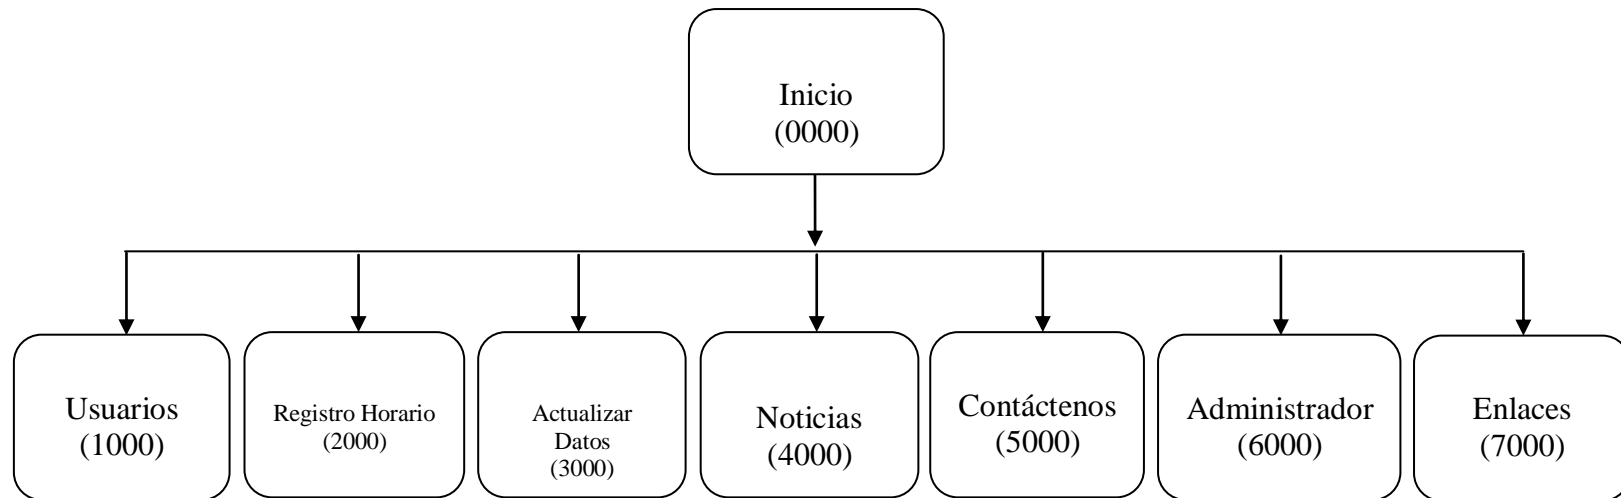 Inicio
(0000)
Usuarios
(1000)
Registro Horario
(2000)
Actualizar
Datos
(3000)
Noticias
(4000)
Contáctenos
(5000)
Administrador
(6000)
Enlaces
(7000)